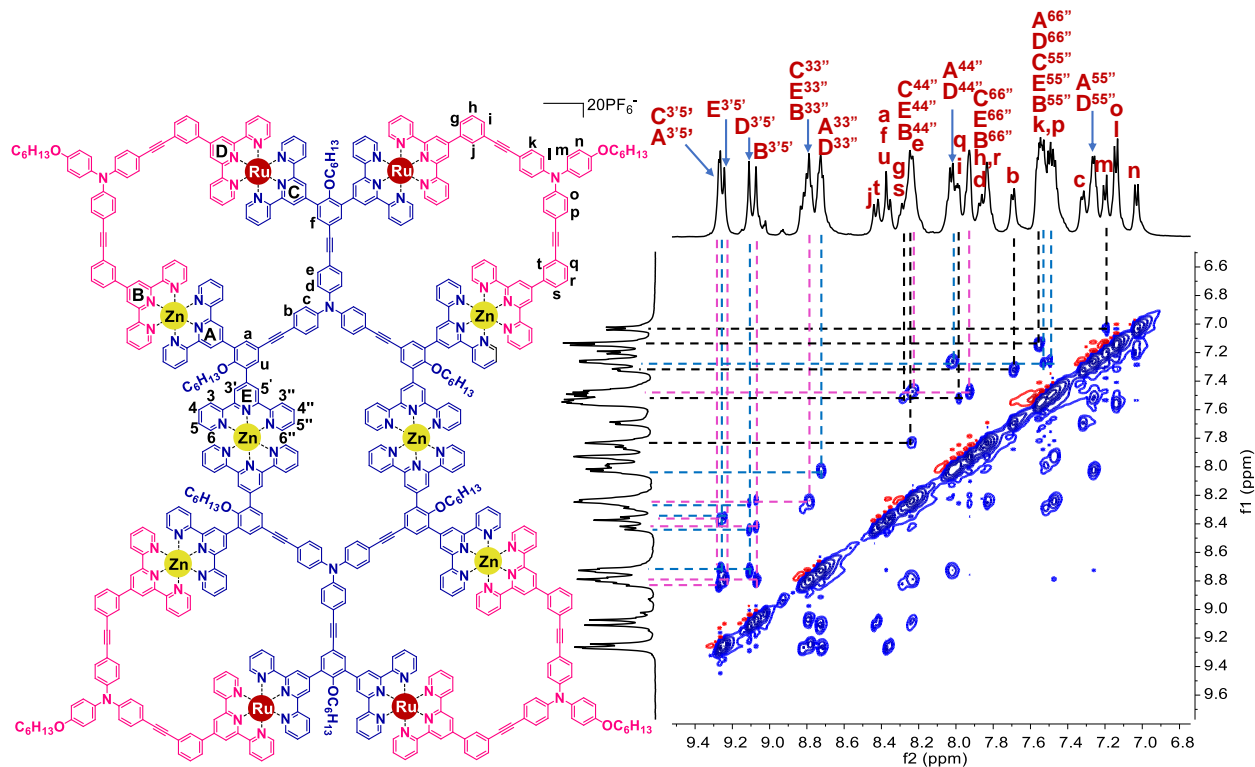 20PF6-
C6H13O
OC6H13
C6H13
O
D
Ru
C
Ru
N
B
Zn
A
Zn
a
b
c
d
e
f
g
h
i
j
k
l
m
n
o
p
q
r
s
t
u
C6H13O
OC6H13
3'
E
5'
3
3''
4
4''
5
5''
6
6''
Zn
Zn
C6H13O
OC6H13
Zn
Zn
Ru
OC6H13
Ru
C6H13O
OC6H13
C3'5',
A3'5',
E3'5'
D3'5'
B3'5'
C33”
E33”
B33”
A33”
D33”
j
t
a
f
u
g
s
C44”
E44”
B44”
e
A44”
D44”
q
i
C66”
E66”
B66”
d
r
b
A66”
D66”
C55”
E55”
B55”
k,p
c
A55”
D55”
m
o
l
n
6.6
6.8
7.0
7.2
7.4
7.6
7.8
8.0
8.2
8.4
8.6
8.8
9.0
9.2
9.4
9.6
f1 (ppm)
9.4 9.2 9.0 8.8 8.6 8.4 8.2 8.0 7.8 7.6 7.4 7.2 7.0 6.8
f2 (ppm)